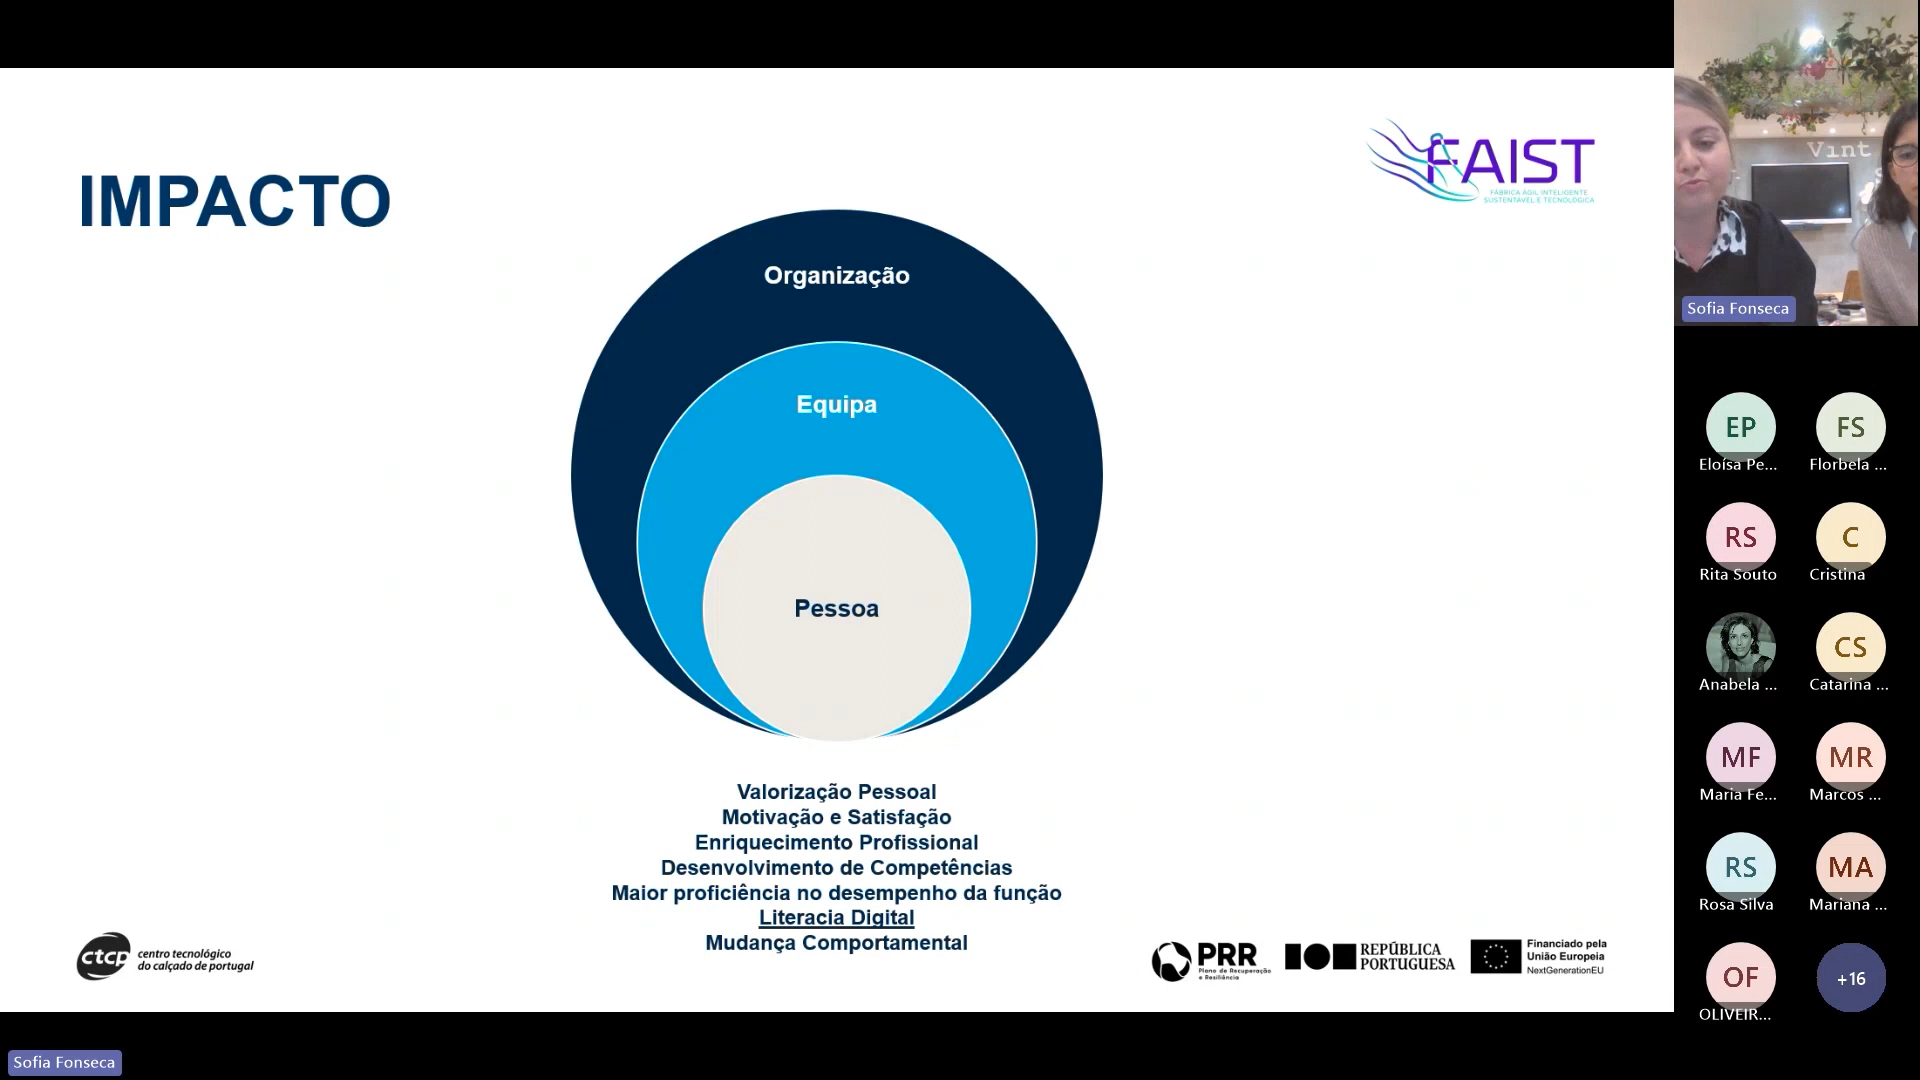 IMPACTO
FAIST
FÁBRICA ÁGIL INTELIGENTE
SUSTENTÁVEL E TECNOLÓGICA
Organização
Equipa
Pessoa
Valorização Pessoal
Motivação e Satisfação
Enriquecimento Profissional
Desenvolvimento de Competências
Maior proficiência no desempenho da função
Literacia Digital
Mudança Comportamental
ctcp
centro tecnológico
do calçado de portugal
PRR
Plano de Recuperação
e Resiliência
REPÚBLICA
PORTUGUESA
Financiado pela
União Europeia
NextGenerationEU
Vint
Sofia Fonseca
EP
Eloísa Pe...
FS
Florbela ...
RS
Rita Souto
C
Cristina
Anabela ...
CS
Catarina ...
MF
Maria Fe...
MR
Marcos ...
RS
Rosa Silva
MA
Mariana ...
OF
OLIVEIR...
+16
Sofia Fonseca